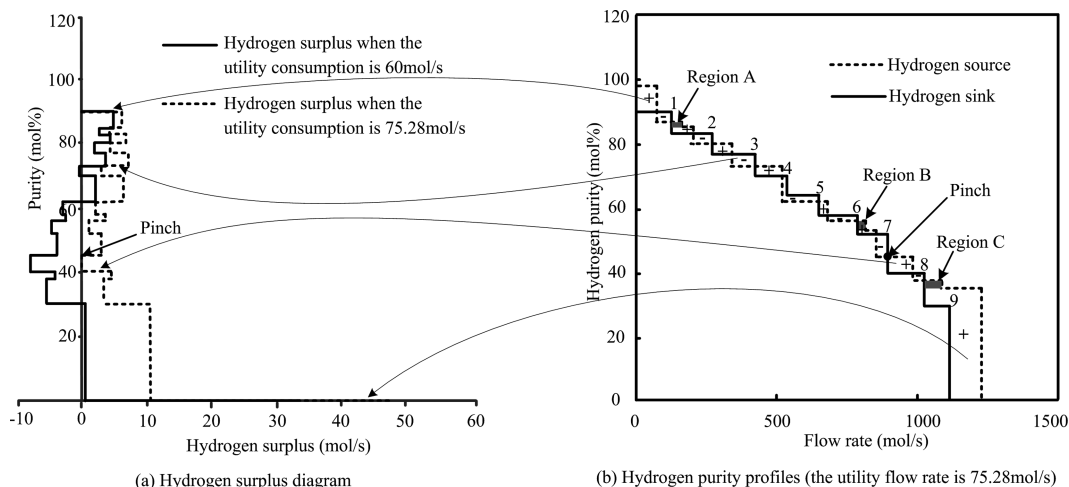 120
100
80
60
40
20
-10
0
10
20
30
40
50
60
Purity (mol%)
Hydrogen surplus (mol/s)
Hydrogen surplus when the
utility consumption is 60mol/s
Hydrogen surplus when the
utility consumption is 75.28mol/s
Pinch
(a) Hydrogen surplus diagram
120
100
80
60
40
20
0
0
500
1000
1500
Hydrogen purity (mol%)
Flow rate (mol/s)
Hydrogen source
Hydrogen sink
Region A
Region B
Pinch
Region C
1
2
3
4
5
6
7
8
9
(b) Hydrogen purity profiles (the utility flow rate is 75.28mol/s)